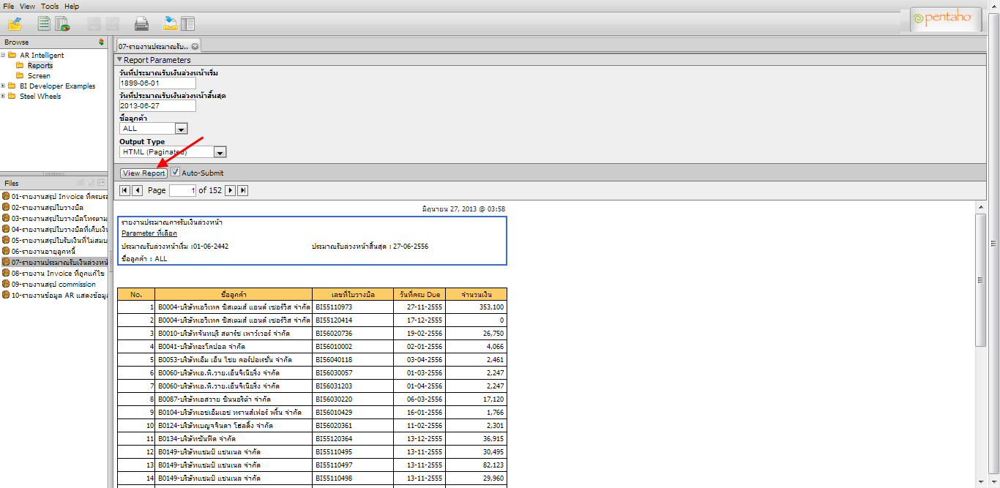 File View Tools Help
pentaho
Browse
AR Intelligent
Reports
Screen
BI Developer Examples
Steel Wheels
Files
01-รายงานสรุป Invoice ที่ครบรอ
02-รายงานสรุปใบวางบิล
03-รายงานสรุปใบวางบิลโทรตาม
04-รายงานสรุปใบวางบิลที่เก็บเงิน
05-รายงานสรุปใบรับเงินที่ไม่สมบ
06-รายงานอายุลูกหนี้
07-รายงานประมาณรับเงินล่วงหน้
08-รายงาน Invoice ที่ถูกแก้ไข
09-รายงานสรุป commission
10-รายงานข้อมูล AR แสดงข้อมูล
07-รายงานประมาณรับ..
Report Parameters
วันที่ประมาณรับเงินล่วงหน้าเริ่ม
1899-06-01
วันที่ประมาณรับเงินล่วงหน้าสิ้นสุด
2013-06-27
ชื่อลูกค้า
ALL
Output Type
HTML (Paginated)
View Report Auto-Submit
Page 1 of 152
มิถุนายน 27, 2013 @ 03:58
รายงานประมาณการรับเงินล่วงหน้า
Parameter ที่เลือก
ประมาณรับล่วงหน้าเริ่ม :01-06-2442 ประมาณรับล่วงหน้าสิ้นสุด : 27-06-2556
ชื่อลูกค้า : ALL
No. ชื่อลูกค้า เลขที่ใบวางบิล วันที่ครบ Due จำนวนเงิน
1 B0004-บริษัทเอวิเทค ซิสเตมส์ แอนด์ เซอร์วิส จำกัด BI55110973 27-11-2555 353,100
2 B0004-บริษัทเอวิเทค ซิสเตมส์ แอนด์ เซอร์วิส จำกัด BI55120414 17-12-2555 0
3 B0010-บริษัทจันทบุริ สตาร์ช เพาว์เวอร์ จำกัด BI56020736 19-02-2556 26,750
4 B0041-บริษัทอะโคปอล จำกัด BI56010002 02-01-2556 4,066
5 B0053-บริษัทเอ็ม เอ็น ไชย คอร์ปอเรชั่น จำกัด BI56040118 03-04-2556 2,461
6 B0060-บริษัทเอ.พี.วาย.เอ็นจิเนียริ่ง จำกัด BI56030057 01-03-2556 2,247
7 B0060-บริษัทเอ.พี.วาย.เอ็นจิเนียริ่ง จำกัด BI56031203 01-04-2556 2,247
8 B0087-บริษัทเอสวาย ซินนอริต้า จำกัด BI56030220 06-03-2556 17,120
9 B0104-บริษัทเอชเอ็มเอช ทรานส์เฟอร์ พริ้น จำกัด BI56010429 16-01-2556 1,766
10 B0124-บริษัทเบญจจินดา โฮลดิ้ง จำกัด BI56020361 11-02-2556 2,301
11 B0134-บริษัทซันฟีด จำกัด BI55120364 13-12-2555 36,915
12 B0149-บริษัทแชมป์ แชนเนล จำกัด BI55110495 13-11-2555 30,495
13 B0149-บริษัทแชมป์ แชนเนล จำกัด BI55110497 13-11-2555 82,123
14 B0149-บริษัทแชมป์ แชนเนล จำกัด BI55110498 13-11-2555 29,960